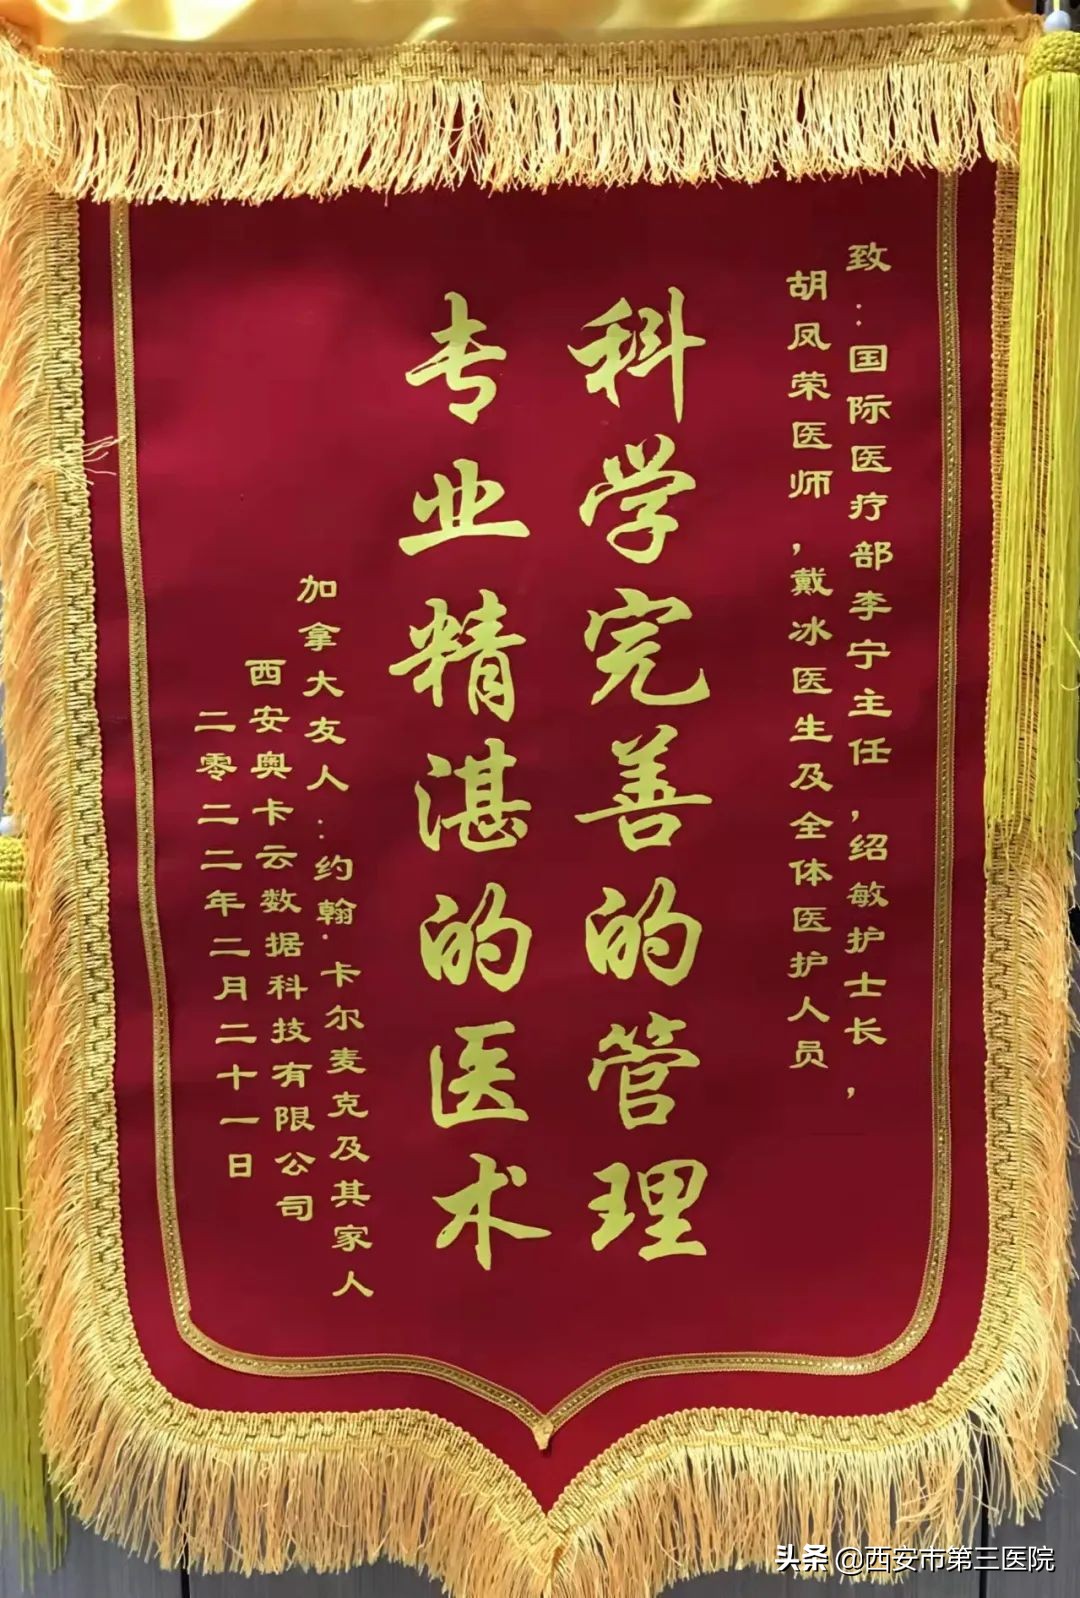 致：国际医疗部李宁主任，绍敏护士长，
胡凤荣医师，戴冰医生及全体医护人员
科学完善的管理
专业精湛的医术
加拿大友人：约翰·卡尔麦克及其家人
西安奥卡云数据科技有限公司
二零二二年二月二十一日
头条@西安市第三医院